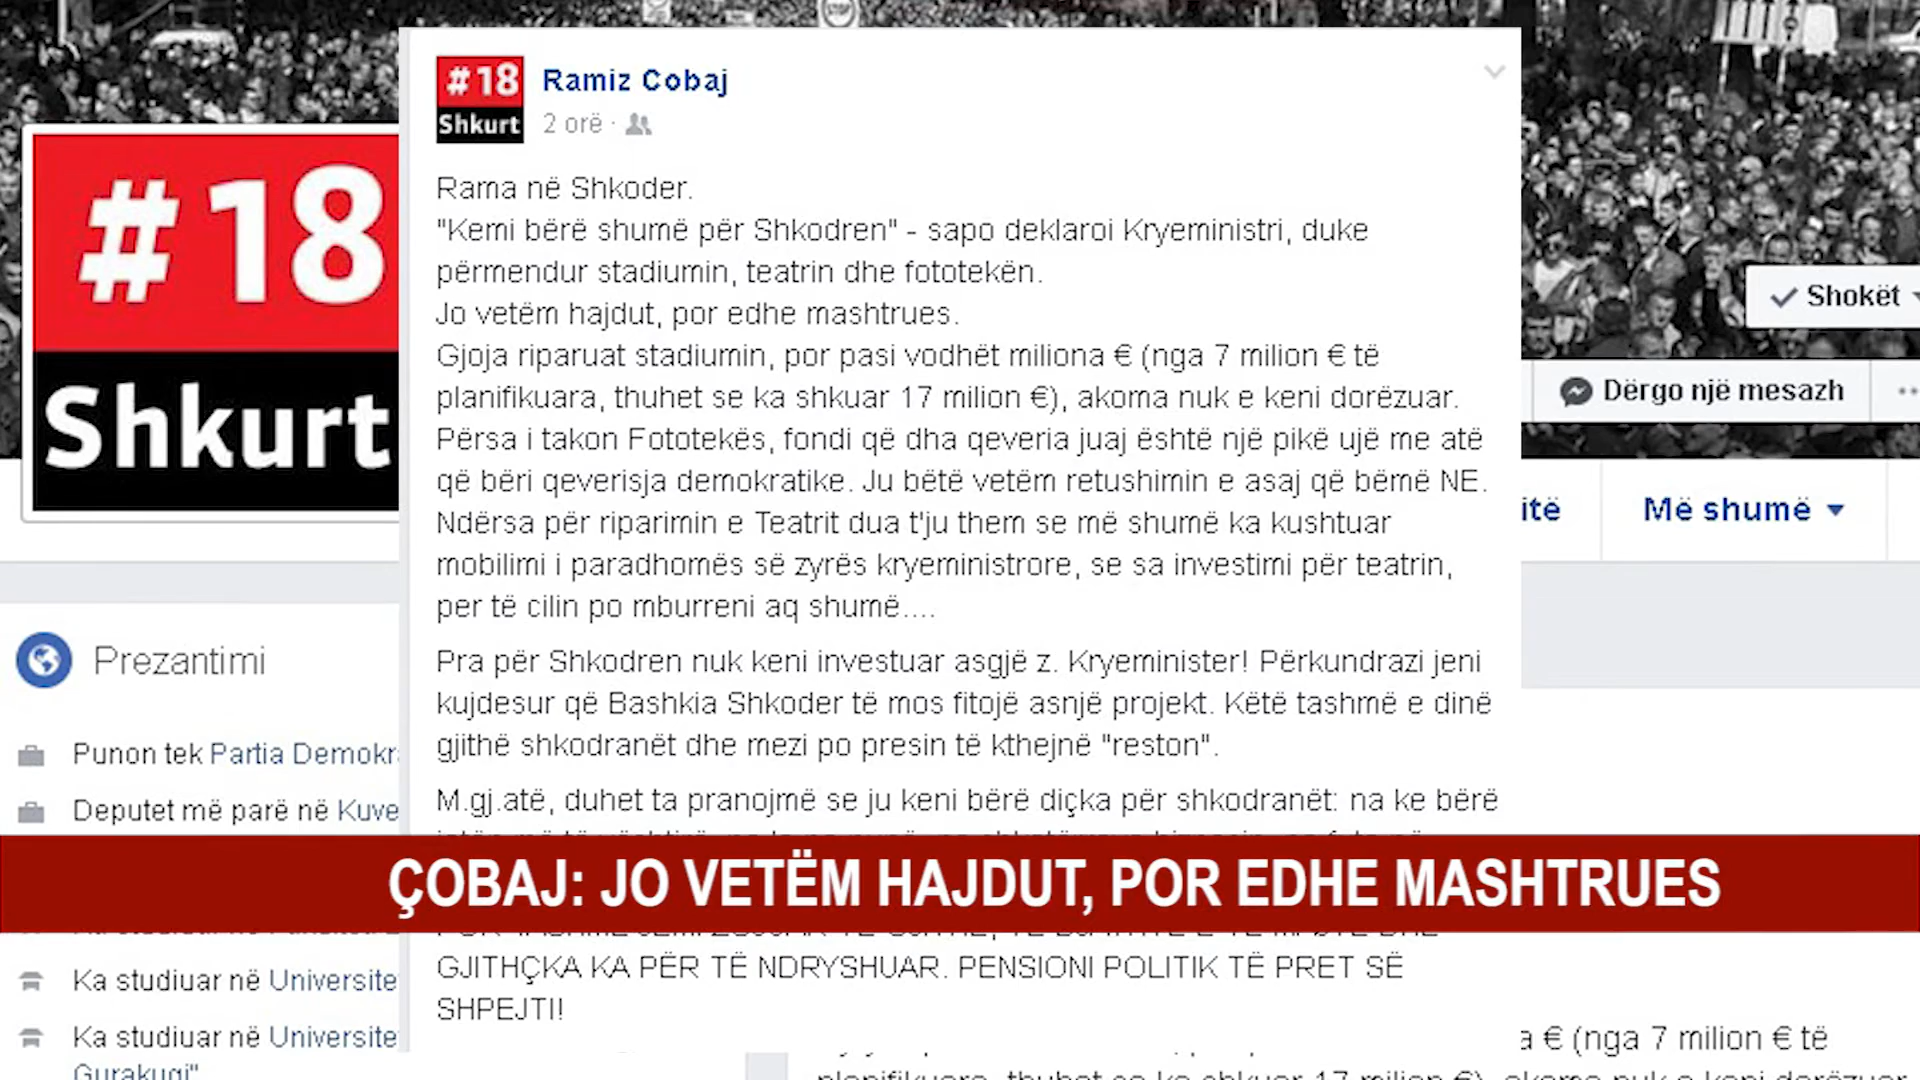 #18
Shkurt
Ramiz Cobaj
2 orë
Rama në Shkoder.
"Kemi bërë shumë për Shkodren" - sapo deklaroi Kryeministri, duke
përmendur stadiumin, teatrin dhe fototekën.
Jo vetëm hajdut, por edhe mashtrues.
Gjoja riparuat stadiumin, por pasi vodhët miliona € (nga 7 milion € të
planifikuara, thuhet se ka shkuar 17 milion €), akoma nuk e keni dorëzuar.
Përsa i takon Fototekës, fondi që dha qeveria juaj është një pikë ujë me atë
që bëri qeverisja demokratike. Ju bëtë vetëm retushimin e asaj që bëmë NE.
Ndërsa për riparimin e Teatrit dua t'ju them se më shumë ka kushtuar
mobilimi i paradhomës së zyrës kryeministrore, se sa investimi për teatrin,
per të cilin po mburreni aq shumë....
Pra për Shkodren nuk keni investuar asgjë z. Kryeminister! Përkundrazi jeni
kujdesur që Bashkia Shkoder të mos fitojë asnjë projekt. Këtë tashmë e dinë
gjithë shkodranët dhe mezi po presin të kthejnë "reston".
M.gj.atë, duhet ta pranojmë se ju keni bërë diçka për shkodranët: na ke bërë
GJITHÇKA KA PËR TË NDRYSHUAR. PENSIONI POLITIK TË PRET SË
SHPEJTI!
#18
Shkurt
Shokët
Dërgo një mesazh
itë
Më shumë
Prezantimi
Punon tek Partia Demokr
Deputet më parë në Kuve
ÇOBAJ: JO VETËM HAJDUT, POR EDHE MASHTRUES
Ka studiuar në Universite
Ka studiuar në Universite
Gurakuqi"
a € (nga 7 milion € të